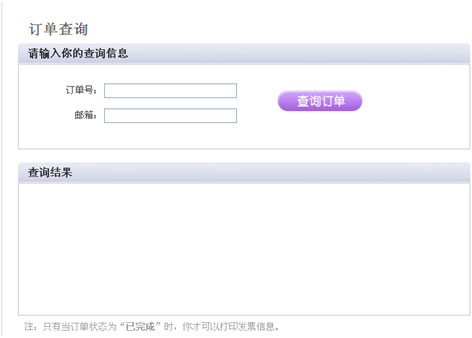 订单查询
请输入你的查询信息
订单号：
查询订单
邮箱：
查询结果
注：只有当订单状态为“已完成”时，你才可以打印发票信息。